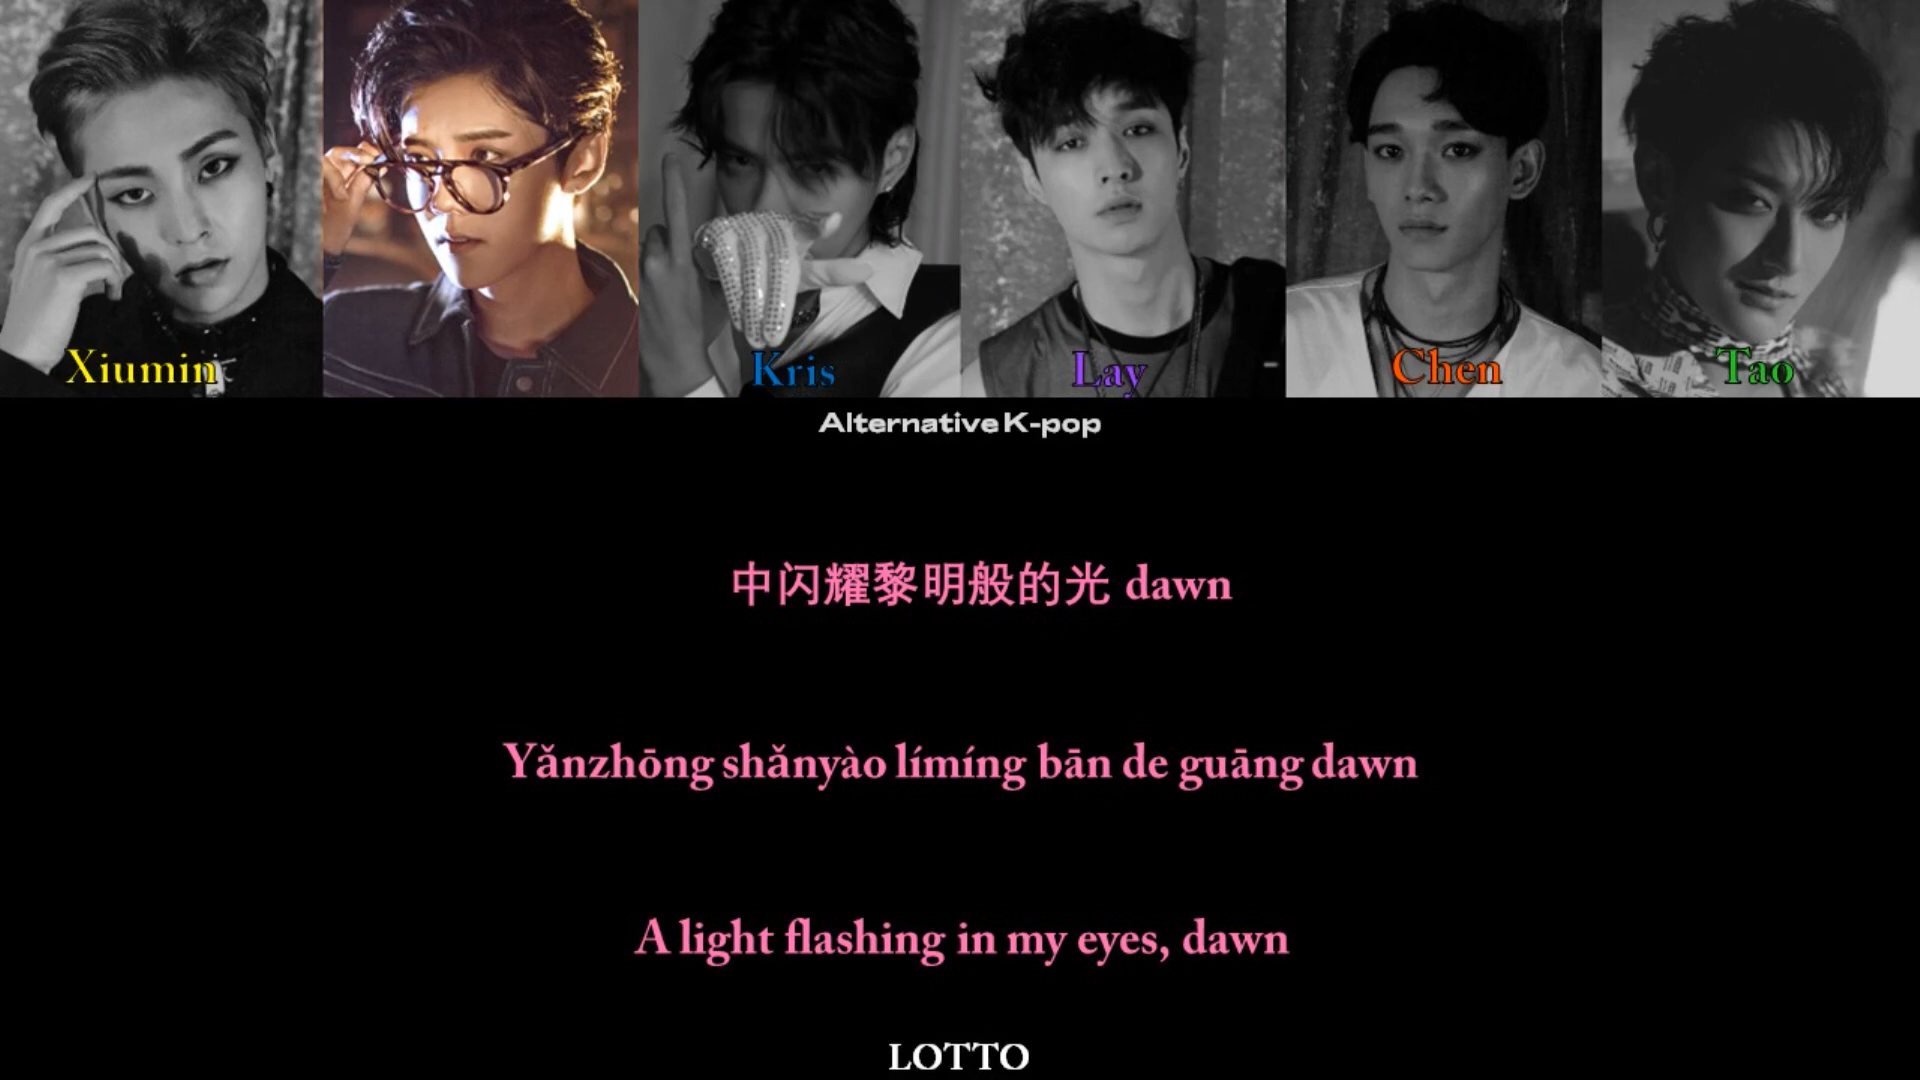 Xiumin
Kris
Lay
Chen
Tao
Alternative K-pop
中闪耀黎明般的光 dawn
Yǎnzhōng shǎnyào límíng bān de guāng dawn
A light flashing in my eyes, dawn
LOTTO